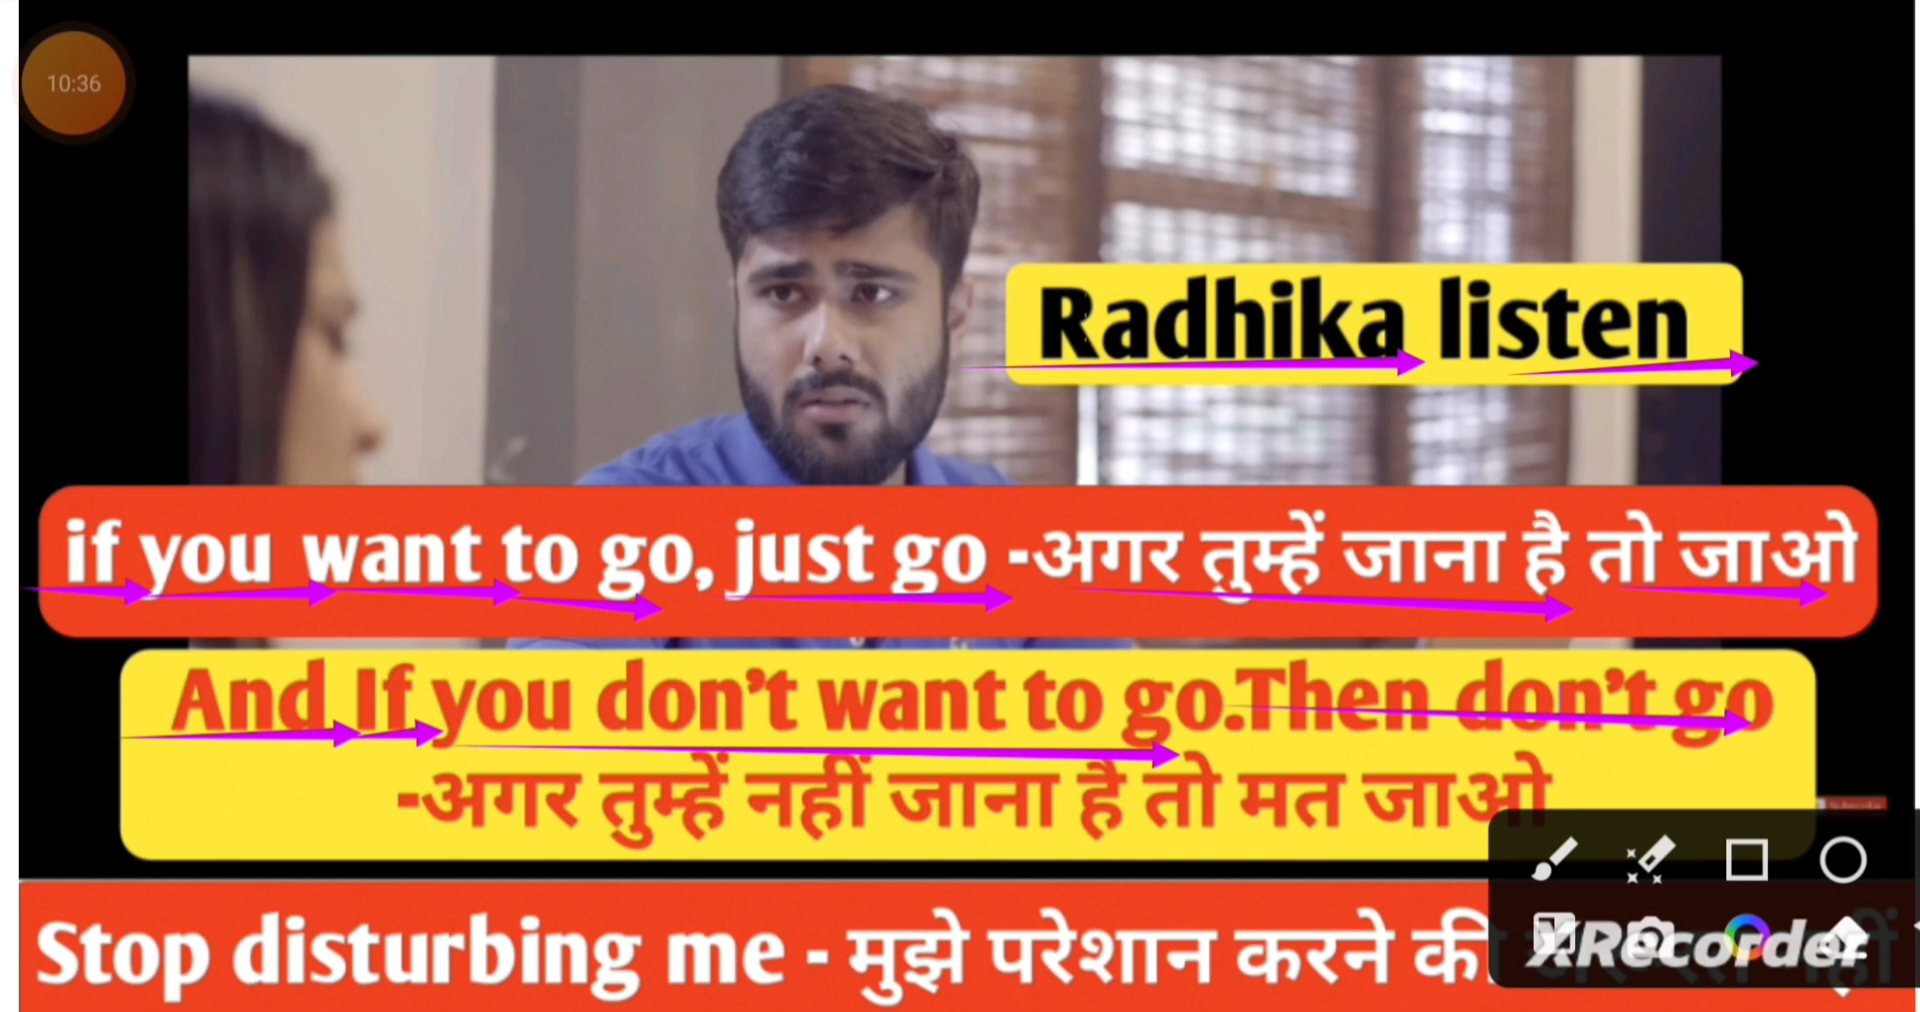 10:36
Radhika listen
if you want to go, just go -अगर तुम्हें जाना है तो जाओ
And If you don't want to go.Then don't go
-अगर तुम्हें नहीं जाना है तो मत जाओ
Stop disturbing me - मुझे परेशान करने की
XRecorder